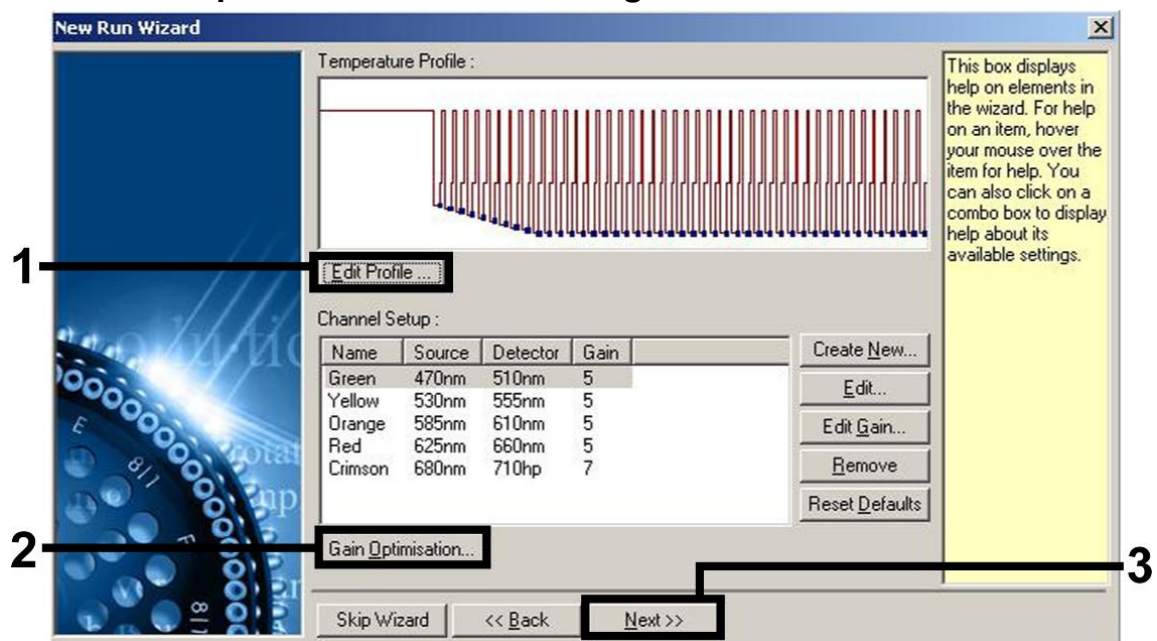 New Run Wizard
Temperature Profile :
This box displays
help on elements in
the wizard. For help
on an item, hover
your mouse over the
item for help. You
can also click on a
combo box to display
help about its
available settings.
1
Edit Profile ...
Channel Setup :
Name Source Detector Gain
Green 470nm 510nm 5
Yellow 530nm 555nm 5
Orange 585nm 610nm 5
Red 625nm 660nm 5
Crimson 680nm 710hp 7
Create New...
Edit...
Edit Gain...
Remove
Reset Defaults
2
Gain Optimisation...
3
Skip Wizard
<< Back
Next >>